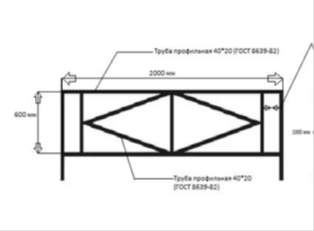 Труба профильная 40*20 (ГОСТ 8639-82)
2000 мм
600 мм
1000 мм
Труба профильная 40*20
(ГОСТ 8639-82)